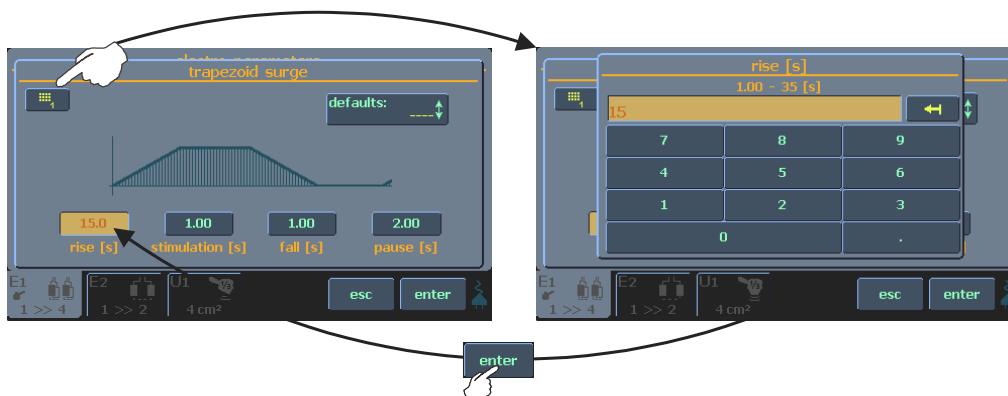 electro parameters
trapezoid surge
1
defaults:
----
15.0
1.00
1.00
2.00
rise [s]
stimulation [s]
fall [s]
pause [s]
E1
1 >> 4
E2
1 >> 2
U1
4 cm²
esc
enter
rise [s]
1.00 - 35 [s]
1
15
7
8
9
4
5
6
1
2
3
0
.
E1
1 >> 4
E2
1 >> 2
U1
4 cm²
esc
enter
enter